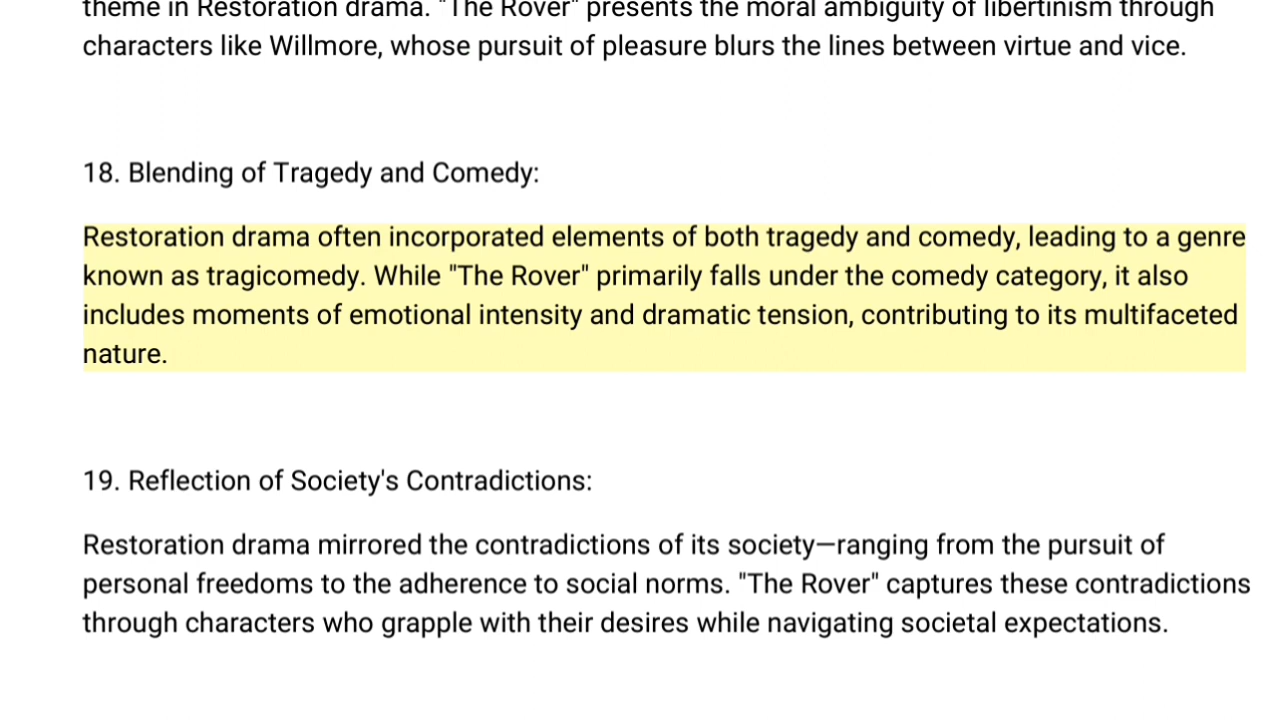 theme in Restoration drama. "The Rover" presents the moral ambiguity of libertinism through
characters like Willmore, whose pursuit of pleasure blurs the lines between virtue and vice.
18. Blending of Tragedy and Comedy:
Restoration drama often incorporated elements of both tragedy and comedy, leading to a genre
known as tragicomedy. While "The Rover" primarily falls under the comedy category, it also
includes moments of emotional intensity and dramatic tension, contributing to its multifaceted
nature.
19. Reflection of Society's Contradictions:
Restoration drama mirrored the contradictions of its society—ranging from the pursuit of
personal freedoms to the adherence to social norms. "The Rover" captures these contradictions
through characters who grapple with their desires while navigating societal expectations.